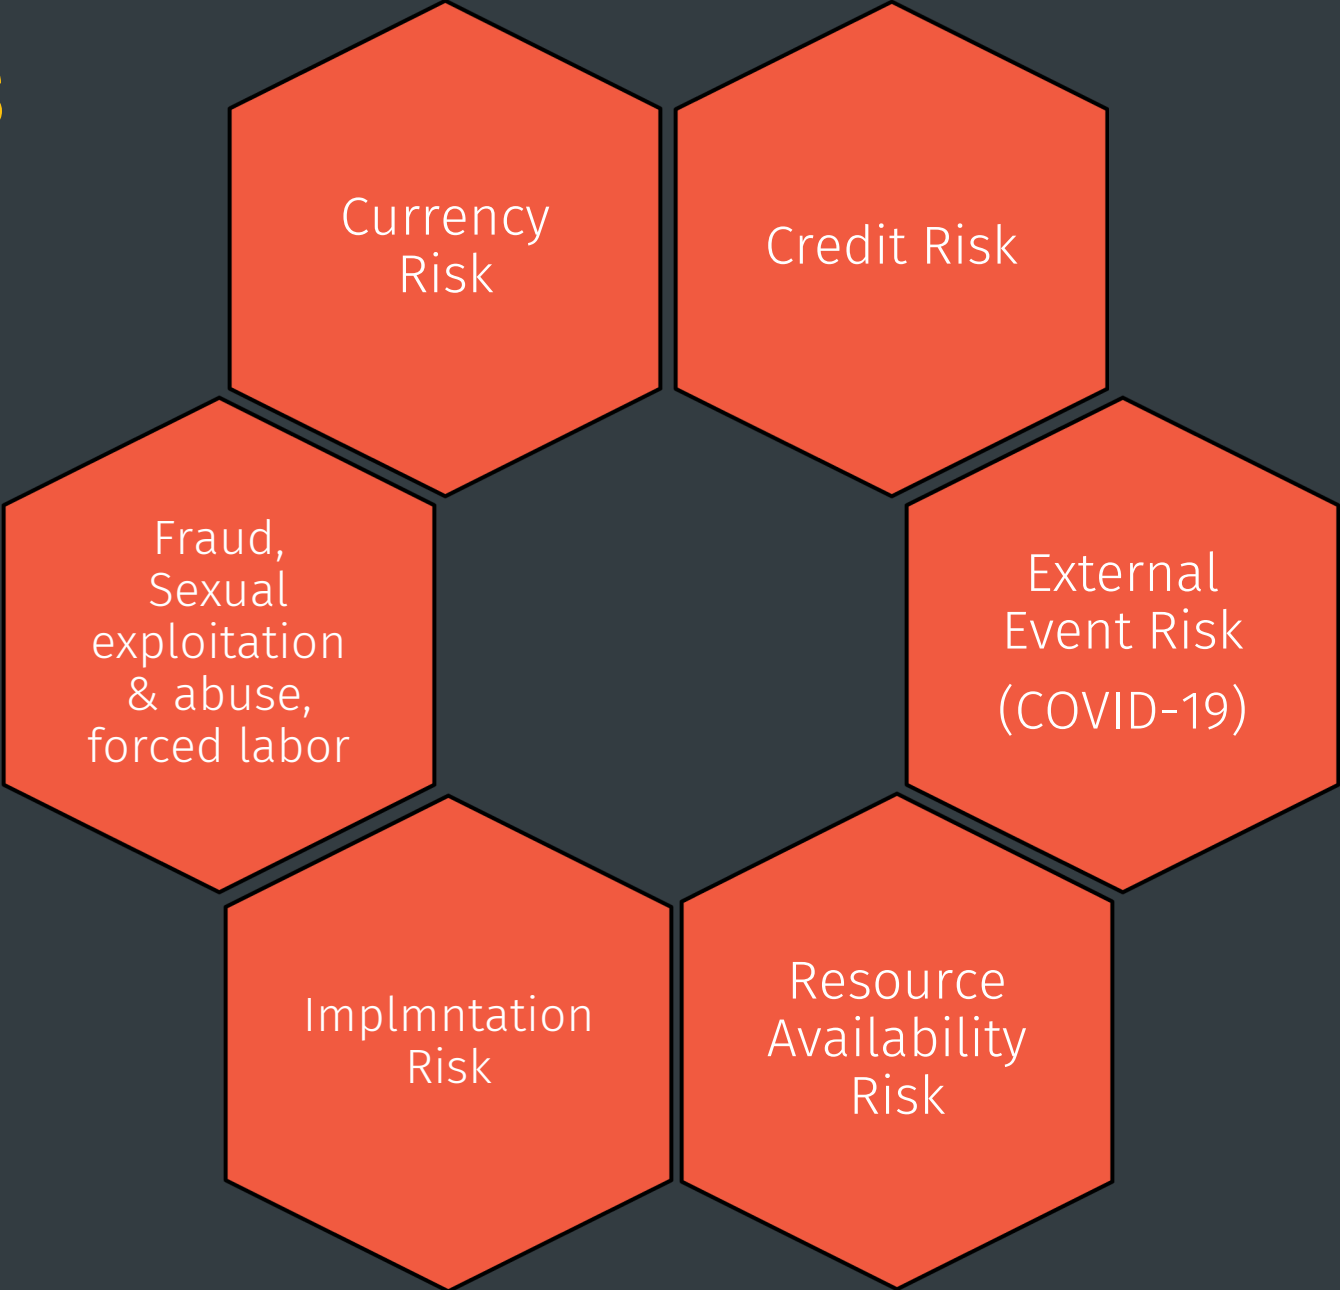 Currency
Risk
Credit Risk
Fraud,
Sexual
exploitation
& abuse,
forced labor
External
Event Risk
(COVID-19)
Implmntation
Risk
Resource
Availability
Risk